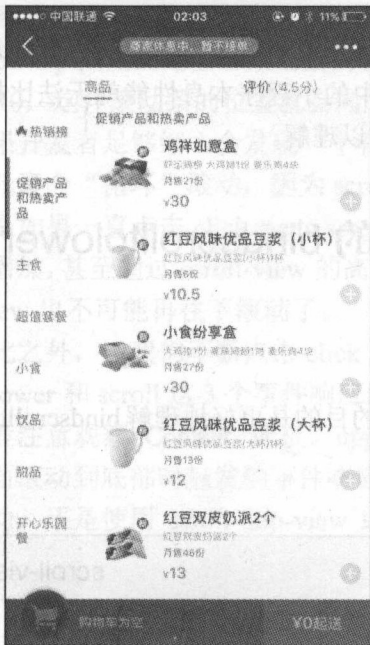 中国联通
02:03
11%
商家休息中，暂不接单
商品
评价（4.5分）
热销榜
促销产品
和热卖产
品
主食
超值套餐
小食
饮品
甜品
开心乐园
餐
促销产品和热卖产品
鸡祥如意盒
月售27份
¥30
红豆风味优品豆浆（小杯）
红豆风味优品豆浆(小杯)1杯
月售6份
¥10.5
小食纷享盒
月售27份
¥30
红豆风味优品豆浆（大杯）
红豆风味优品豆浆(大杯)1杯
月售13份
¥12
红豆双皮奶派2个
红豆双皮奶派2个
月售46份
¥13
购物车为空
¥0起送